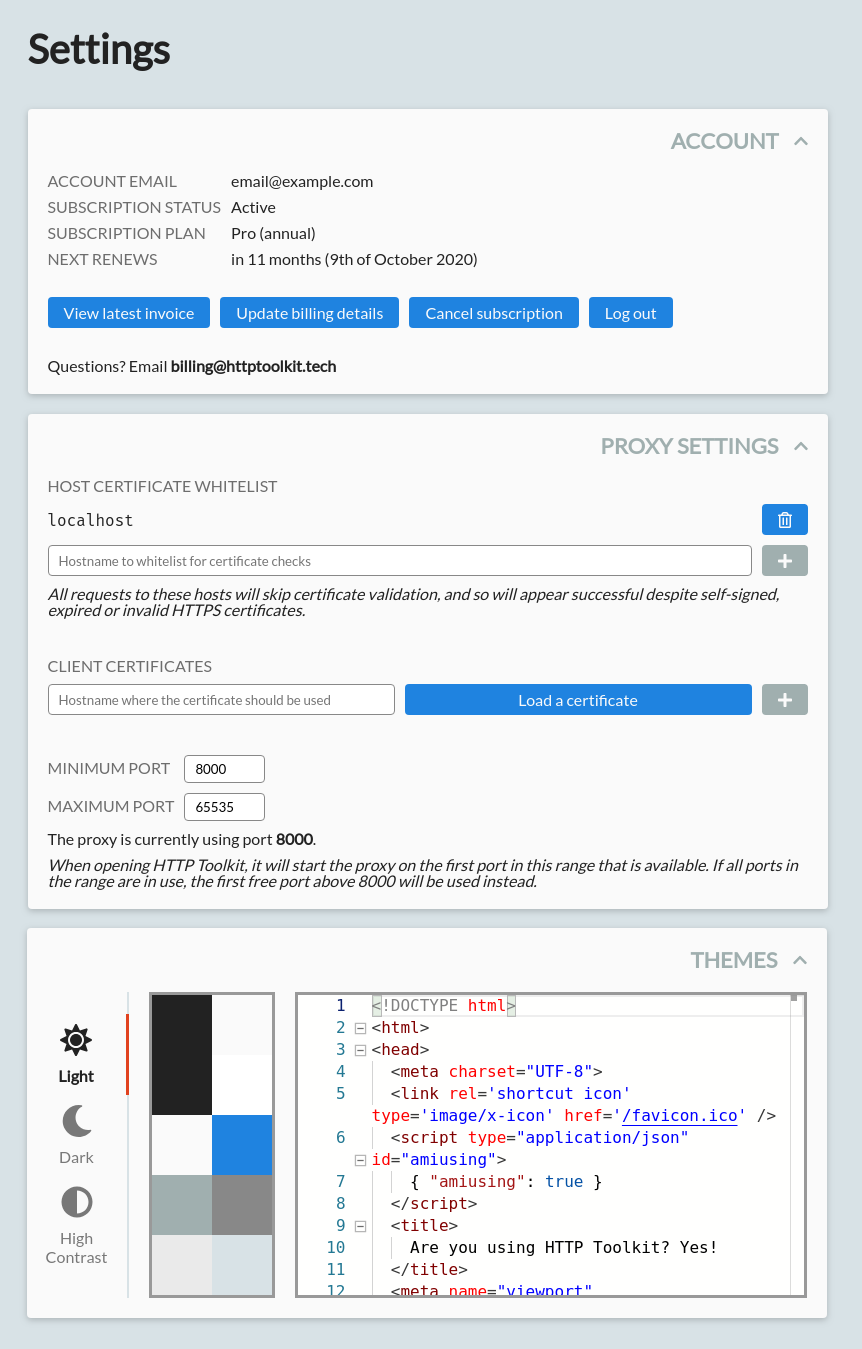 Settings
ACCOUNT
ACCOUNT EMAIL email@example.com
SUBSCRIPTION STATUS Active
SUBSCRIPTION PLAN Pro (annual)
NEXT RENEWS in 11 months (9th of October 2020)
View latest invoice Update billing details Cancel subscription Log out
Questions? Email billing@httptoolkit.tech
PROXY SETTINGS
HOST CERTIFICATE WHITELIST
localhost
Hostname to whitelist for certificate checks
All requests to these hosts will skip certificate validation, and so will appear successful despite self-signed,
expired or invalid HTTPS certificates.
CLIENT CERTIFICATES
Hostname where the certificate should be used Load a certificate
MINIMUM PORT 8000
MAXIMUM PORT 65535
The proxy is currently using port 8000.
When opening HTTP Toolkit, it will start the proxy on the first port in this range that is available. If all ports in
the range are in use, the first free port above 8000 will be used instead.
THEMES
Light
Dark
High
Contrast
1 <!DOCTYPE html>
2 <html>
3 <head>
4 <meta charset="UTF-8">
5 <link rel='shortcut icon'
type='image/x-icon' href='/favicon.ico' />
6 <script type="application/json"
id="amiusing">
7 { "amiusing": true }
8 </script>
9 <title>
10 Are you using HTTP Toolkit? Yes!
11 </title>
12 <meta name="viewport"